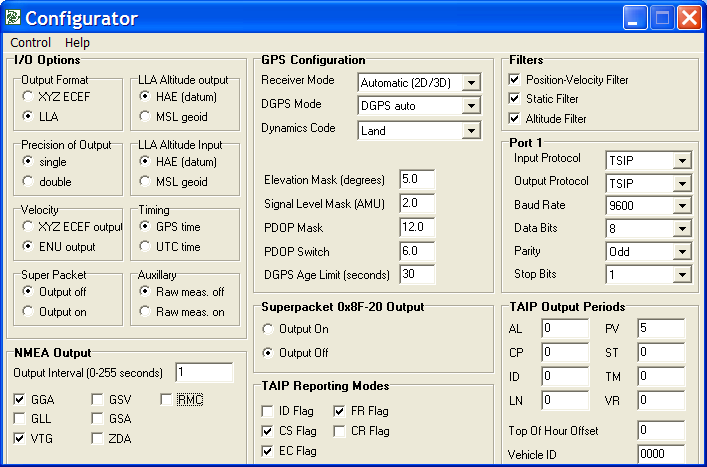 Configurator
Control Help
I/O Options
Output Format
XYZ ECEF
LLA
LLA Altitude output
HAE (datum)
MSL geoid
Precision of Output
single
double
LLA Altitude Input
HAE (datum)
MSL geoid
Velocity
XYZ ECEF output
ENU output
Timing
GPS time
UTC time
Super Packet
Output off
Output on
Auxillary
Raw meas. off
Raw meas. on
NMEA Output
Output Interval (0-255 seconds) 1
GGA GSV RMC
GLL GSA
VTG ZDA
GPS Configuration
Receiver Mode Automatic (2D/3D)
DGPS Mode DGPS auto
Dynamics Code Land
Elevation Mask (degrees) 5.0
Signal Level Mask (AMU) 2.0
PDOP Mask 12.0
PDOP Switch 6.0
DGPS Age Limit (seconds) 30
Superpacket 0x8F-20 Output
Output On
Output Off
TAIP Reporting Modes
ID Flag FR Flag
CS Flag CR Flag
EC Flag
Filters
Position-Velocity Filter
Static Filter
Altitude Filter
Port 1
Input Protocol TSIP
Output Protocol TSIP
Baud Rate 9600
Data Bits 8
Parity Odd
Stop Bits 1
TAIP Output Periods
AL 0 PV 5
CP 0 ST 0
ID 0 TM 0
LN 0 VR 0
Top Of Hour Offset 0
Vehicle ID 0000